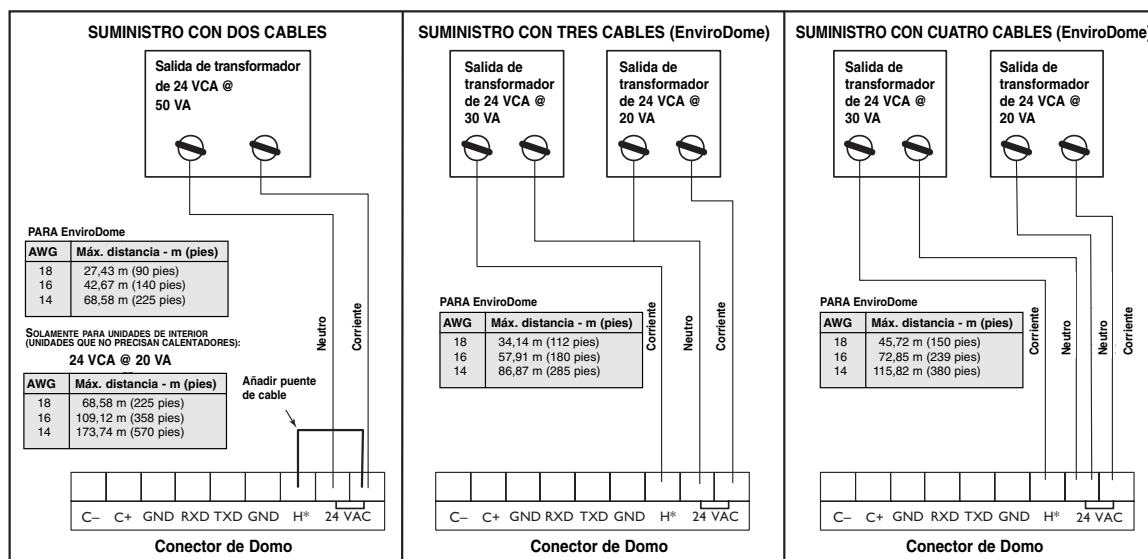 SUMINISTRO CON DOS CABLES
Salida de transformador
de 24 VCA @
50 VA
PARA EnviroDome
AWG Máx. distancia - m (pies)
18 27,43 m (90 pies)
16 42,67 m (140 pies)
14 68,58 m (225 pies)
SOLAMENTE PARA UNIDADES DE INTERIOR
(UNIDADES QUE NO PRECISAN CALENTADORES):
24 VCA @ 20 VA
AWG Máx. distancia - m (pies)
18 68,58 m (225 pies)
16 109,12 m (358 pies)
14 173,74 m (570 pies)
Neutro
Corriente
Añadir puente
de cable
C– C+ GND RXD TXD GND H* 24 VAC
Conector de Domo
SUMINISTRO CON TRES CABLES (EnviroDome)
Salida de
transformador
de 24 VCA @
30 VA
Salida de
transformador
de 24 VCA @
20 VA
PARA EnviroDome
AWG Máx. distancia - m (pies)
18 34,14 m (112 pies)
16 57,91 m (180 pies)
14 86,87 m (285 pies)
Corriente
Neutro
Corriente
C– C+ GND RXD TXD GND H* 24 VAC
Conector de Domo
SUMINISTRO CON CUATRO CABLES (EnviroDome)
Salida de
transformador
de 24 VCA @
30 VA
Salida de
transformador
de 24 VCA @
20 VA
PARA EnviroDome
AWG Máx. distancia - m (pies)
18 45,72 m (150 pies)
16 72,85 m (239 pies)
14 115,82 m (380 pies)
Corriente
Neutro
Neutro
Corriente
C– C+ GND RXD TXD GND H* 24 VAC
Conector de Domo